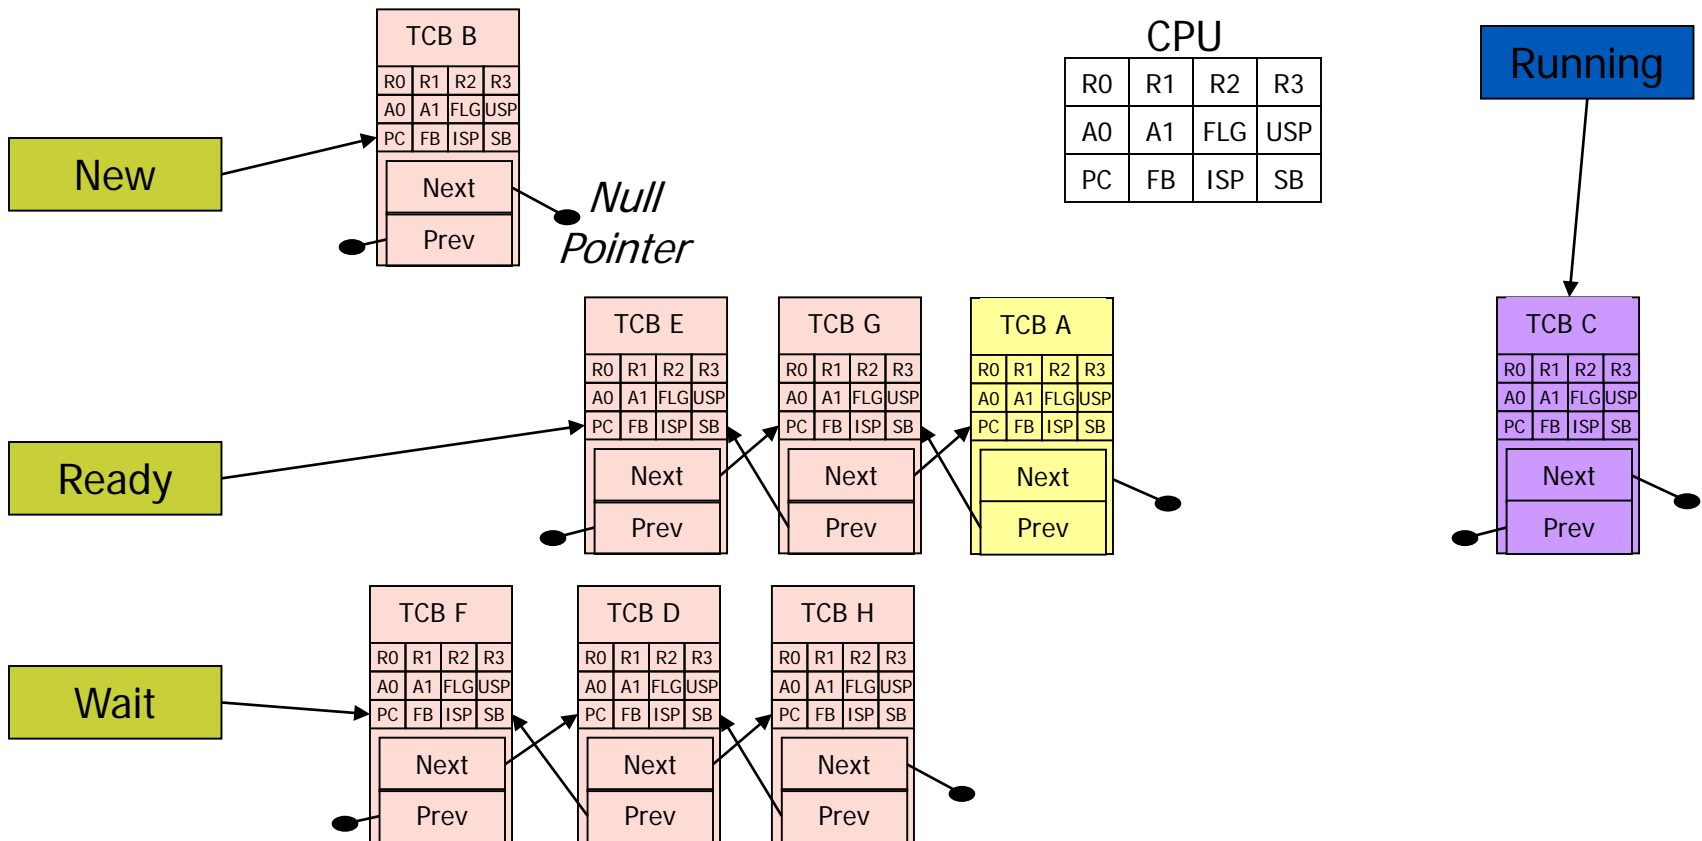 TCB B
R0 R1 R2 R3
A0 A1 FLG USP
PC FB ISP SB
Next
Prev
New
Null
Pointer
CPU
R0 R1 R2 R3
A0 A1 FLG USP
PC FB ISP SB
Running
Ready
TCB E
R0 R1 R2 R3
A0 A1 FLG USP
PC FB ISP SB
Next
Prev
TCB G
R0 R1 R2 R3
A0 A1 FLG USP
PC FB ISP SB
Next
Prev
TCB A
R0 R1 R2 R3
A0 A1 FLG USP
PC FB ISP SB
Next
Prev
TCB C
R0 R1 R2 R3
A0 A1 FLG USP
PC FB ISP SB
Next
Prev
Wait
TCB F
R0 R1 R2 R3
A0 A1 FLG USP
PC FB ISP SB
Next
Prev
TCB D
R0 R1 R2 R3
A0 A1 FLG USP
PC FB ISP SB
Next
Prev
TCB H
R0 R1 R2 R3
A0 A1 FLG USP
PC FB ISP SB
Next
Prev